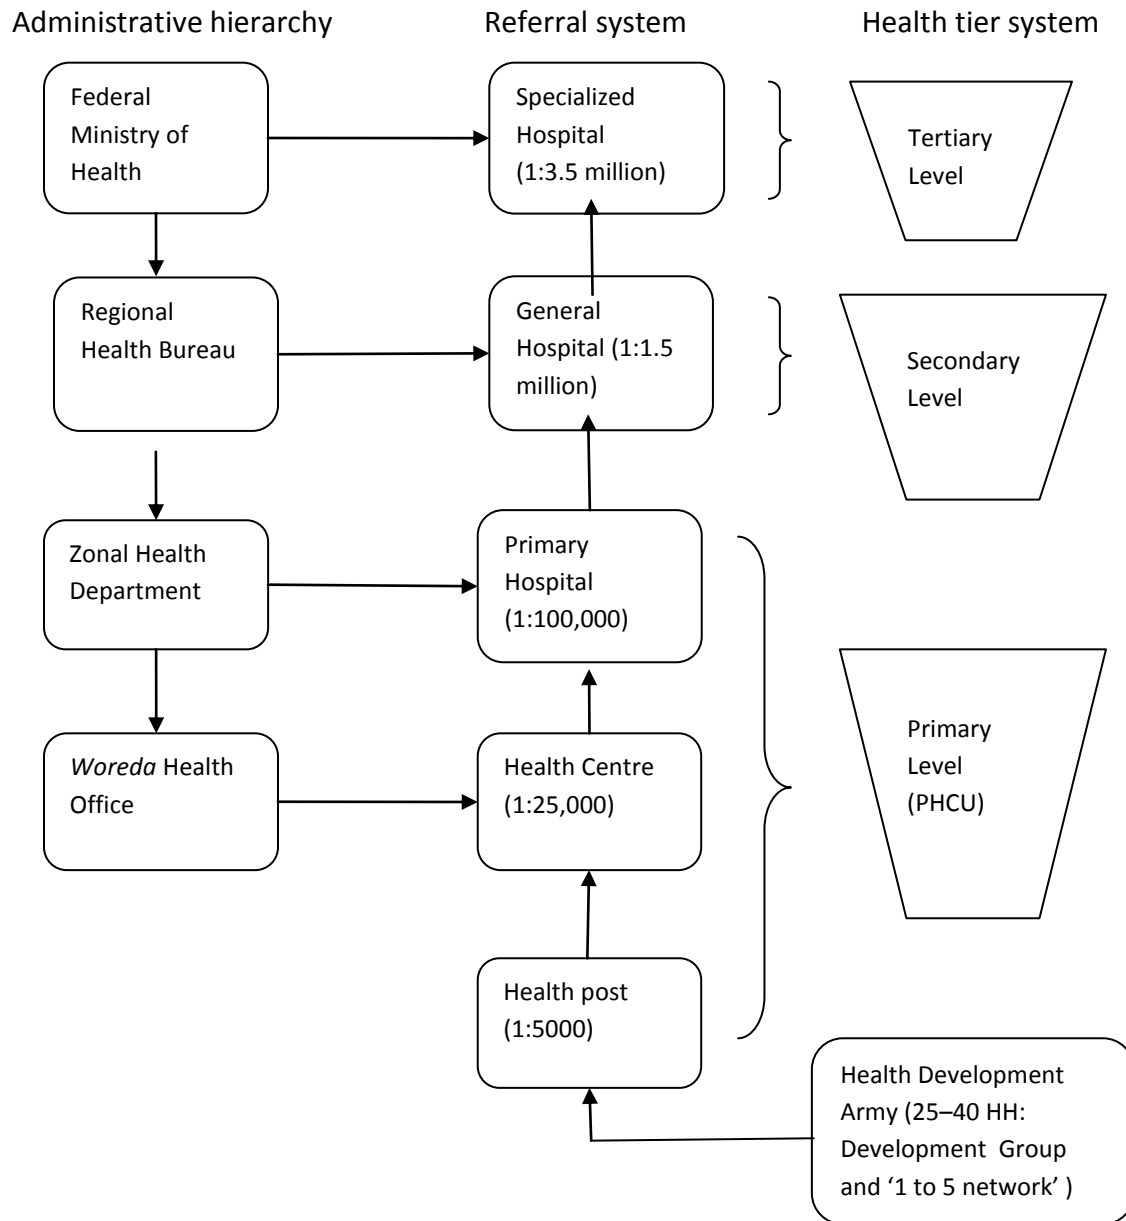 Administrative hierarchy
Referral system
Health tier system
Federal
Ministry of
Health
Specialized
Hospital
(1:3.5 million)
Tertiary
Level
Regional
Health Bureau
General
Hospital (1:1.5
million)
Secondary
Level
Zonal Health
Department
Primary
Hospital
(1:100,000)
Woreda Health
Office
Health Centre
(1:25,000)
Primary
Level
(PHCU)
Health post
(1:5000)
Health Development
Army (25–40 HH:
Development Group
and ‘1 to 5 network’ )